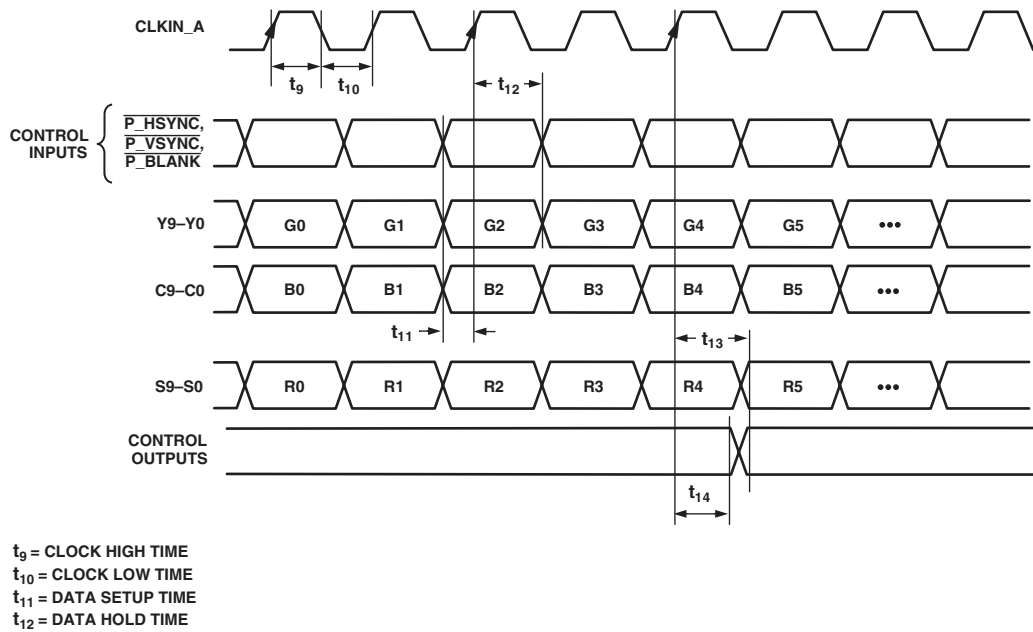 CLKIN_A
t9
t10
t12
CONTROL
INPUTS
P_HSYNC,
P_VSYNC,
P_BLANK
Y9–Y0
G0 G1 G2 G3 G4 G5 •••
C9–C0
B0 B1 B2 B3 B4 B5 •••
t11
t13
S9–S0
R0 R1 R2 R3 R4 R5 •••
CONTROL
OUTPUTS
t14
t9 = CLOCK HIGH TIME
t10 = CLOCK LOW TIME
t11 = DATA SETUP TIME
t12 = DATA HOLD TIME